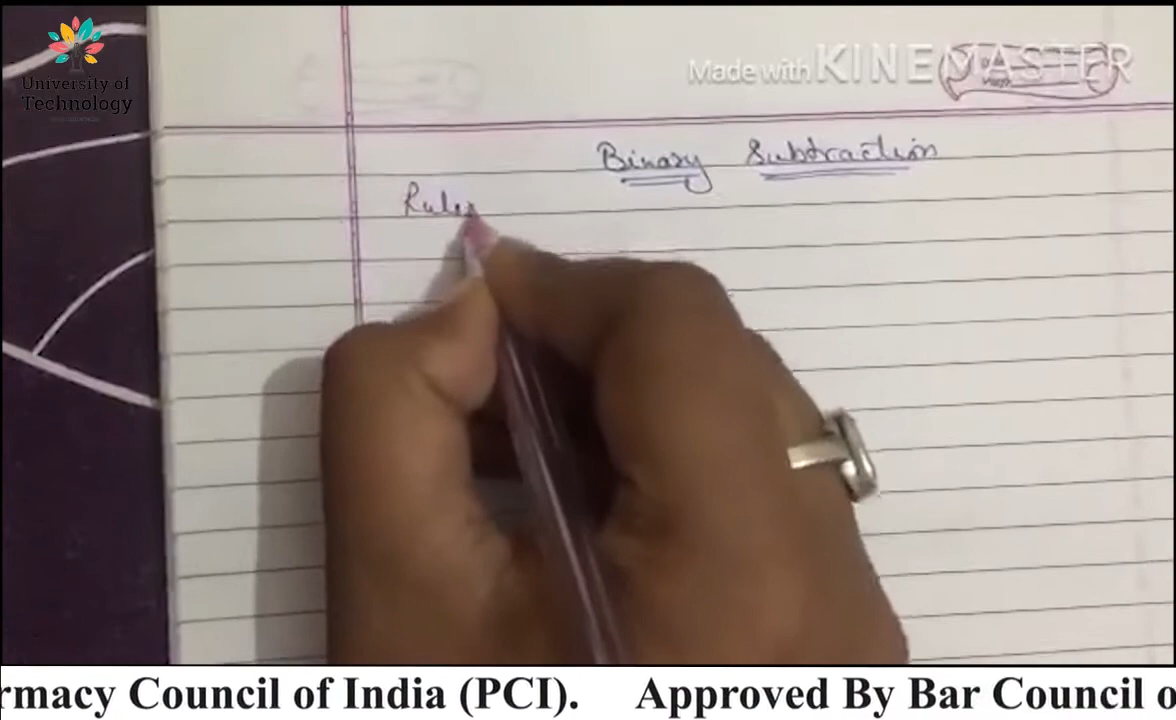 University of
Technology
Made with KINEMASTER
Binary Subtraction
Rules
rmacy Council of India (PCI). Approved By Bar Council o